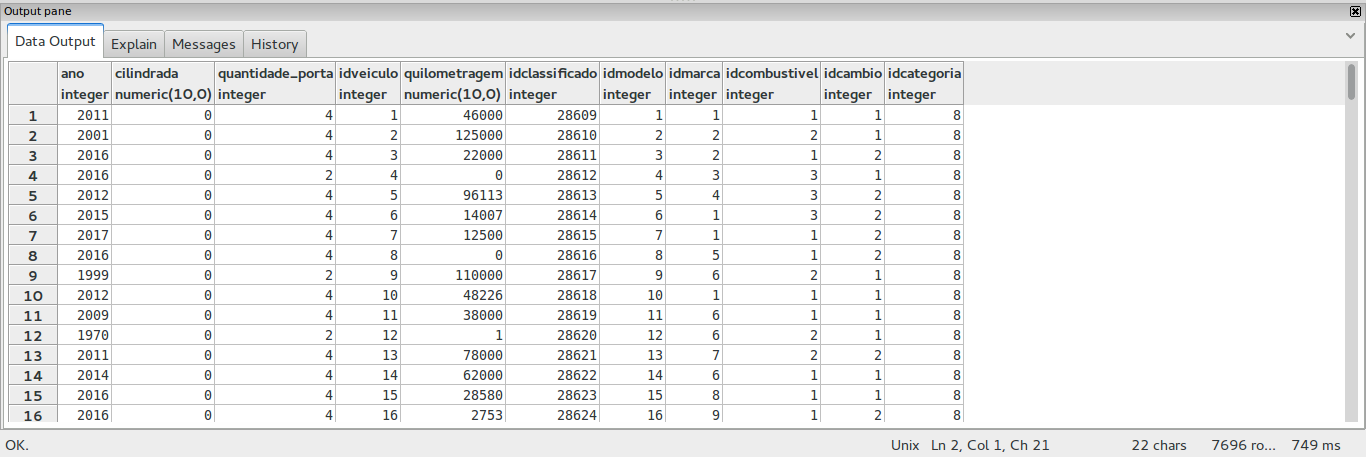 Output pane
Data Output Explain Messages History
ano cilindrada quantidade_porta idveiculo quilometragem idclassificado idmodelo idmarca idcombustivel idcambio idcategoria
integer numeric(10,0) integer integer numeric(10,0) integer integer integer integer integer integer
1 2011 0 4 1 46000 28609 1 1 1 1 8
2 2001 0 4 2 125000 28610 2 2 2 1 8
3 2016 0 4 3 22000 28611 3 2 1 2 8
4 2016 0 2 4 0 28612 4 3 3 1 8
5 2012 0 4 5 96113 28613 5 4 3 2 8
6 2015 0 4 6 14007 28614 6 1 3 2 8
7 2017 0 4 7 12500 28615 7 1 1 2 8
8 2016 0 4 8 0 28616 8 5 1 2 8
9 1999 0 2 9 110000 28617 9 6 2 1 8
10 2012 0 4 10 48226 28618 10 1 1 1 8
11 2009 0 4 11 38000 28619 11 6 1 1 8
12 1970 0 2 12 1 28620 12 6 2 1 8
13 2011 0 4 13 78000 28621 13 7 2 2 8
14 2014 0 4 14 62000 28622 14 6 1 1 8
15 2016 0 4 15 28580 28623 15 8 1 1 8
16 2016 0 4 16 2753 28624 16 9 1 2 8
OK. Unix Ln 2, Col 1, Ch 21 22 chars 7696 ro... 749 ms